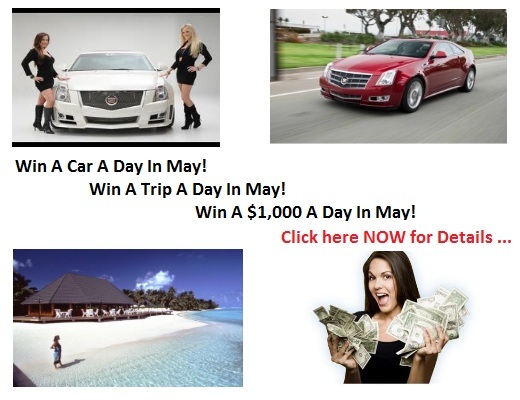 Win A Car A Day In May!
Win A Trip A Day In May!
Win A $1,000 A Day In May!
Click here NOW for Details ...